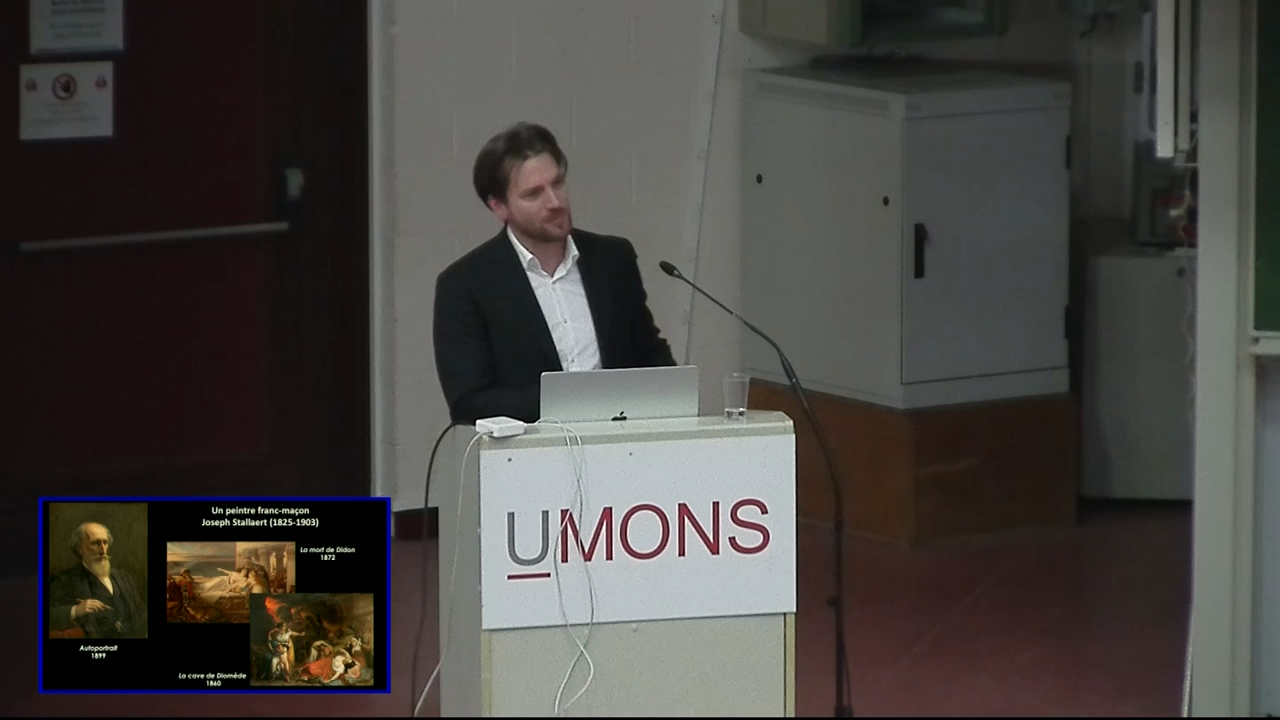 UMONS
Un peintre franc-maçon
Joseph Stallaert (1825-1903)
La mort de Didon
1872
Autoportrait
1899
La cave de Diomède
1860